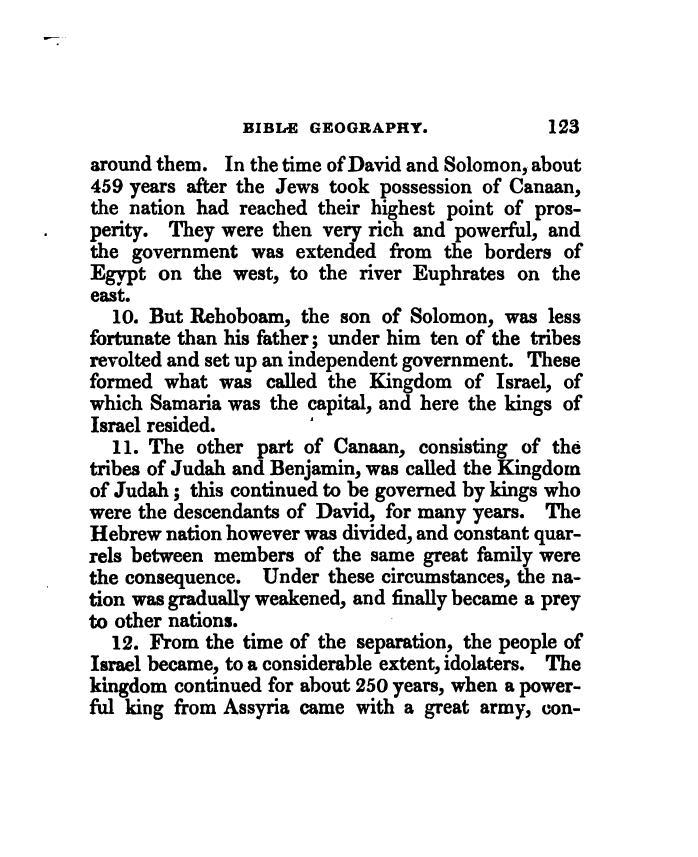 BIBLE GEOGRAPHY. 123
around them. In the time of David and Solomon, about
459 years after the Jews took possession of Canaan,
the nation had reached their highest point of pros-
perity. They were then very rich and powerful, and
the government was extended from the borders of
Egypt on the west, to the river Euphrates on the
east.
10. But Rehoboam, the son of Solomon, was less
fortunate than his father; under him ten of the tribes
revolted and set up an independent government. These
formed what was called the Kingdom of Israel, of
which Samaria was the capital, and here the kings of
Israel resided.
11. The other part of Canaan, consisting of the
tribes of Judah and Benjamin, was called the Kingdom
of Judah; this continued to be governed by kings who
were the descendants of David, for many years. The
Hebrew nation however was divided, and constant quar-
rels between members of the same great family were
the consequence. Under these circumstances, the na-
tion was gradually weakened, and finally became a prey
to other nations.
12. From the time of the separation, the people of
Israel became, to a considerable extent, idolaters. The
kingdom continued for about 250 years, when a power-
ful king from Assyria came with a great army, con-